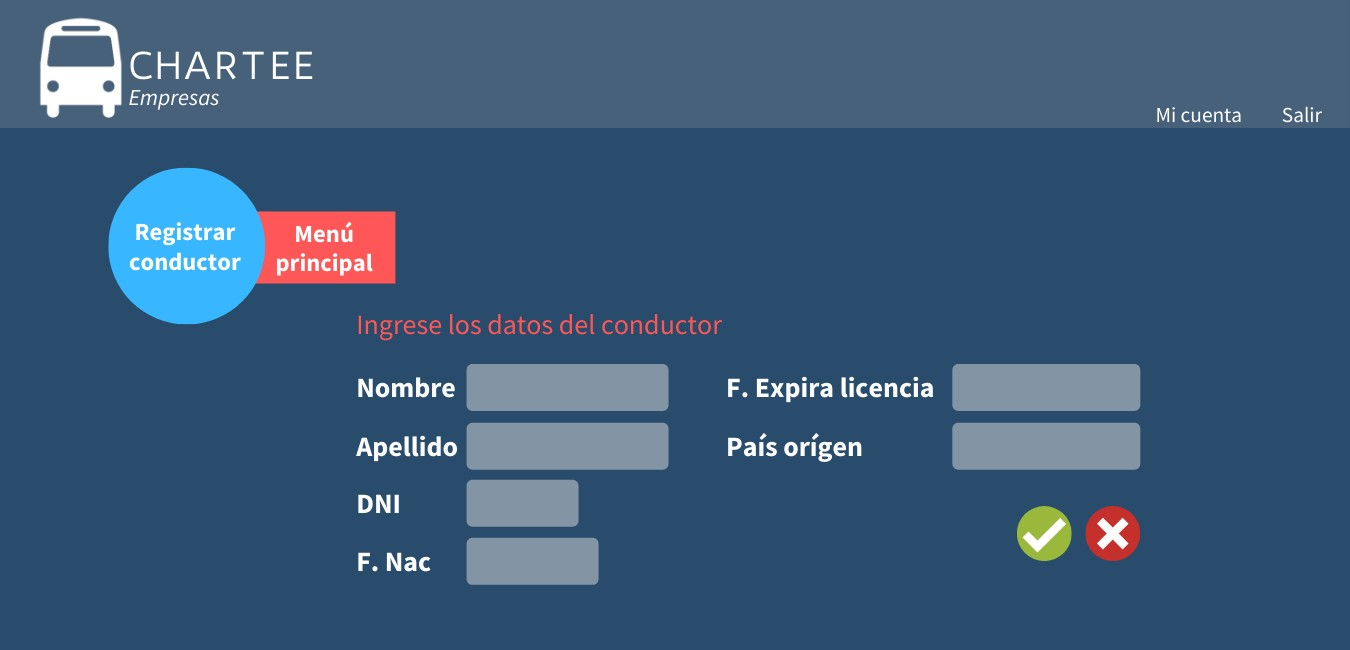 CHARTEE
Empresas
Mi cuenta
Salir
Registrar
conductor
Menú
principal
Ingrese los datos del conductor
Nombre
F. Expira licencia
Apellido
País orígen
DNI
F. Nac